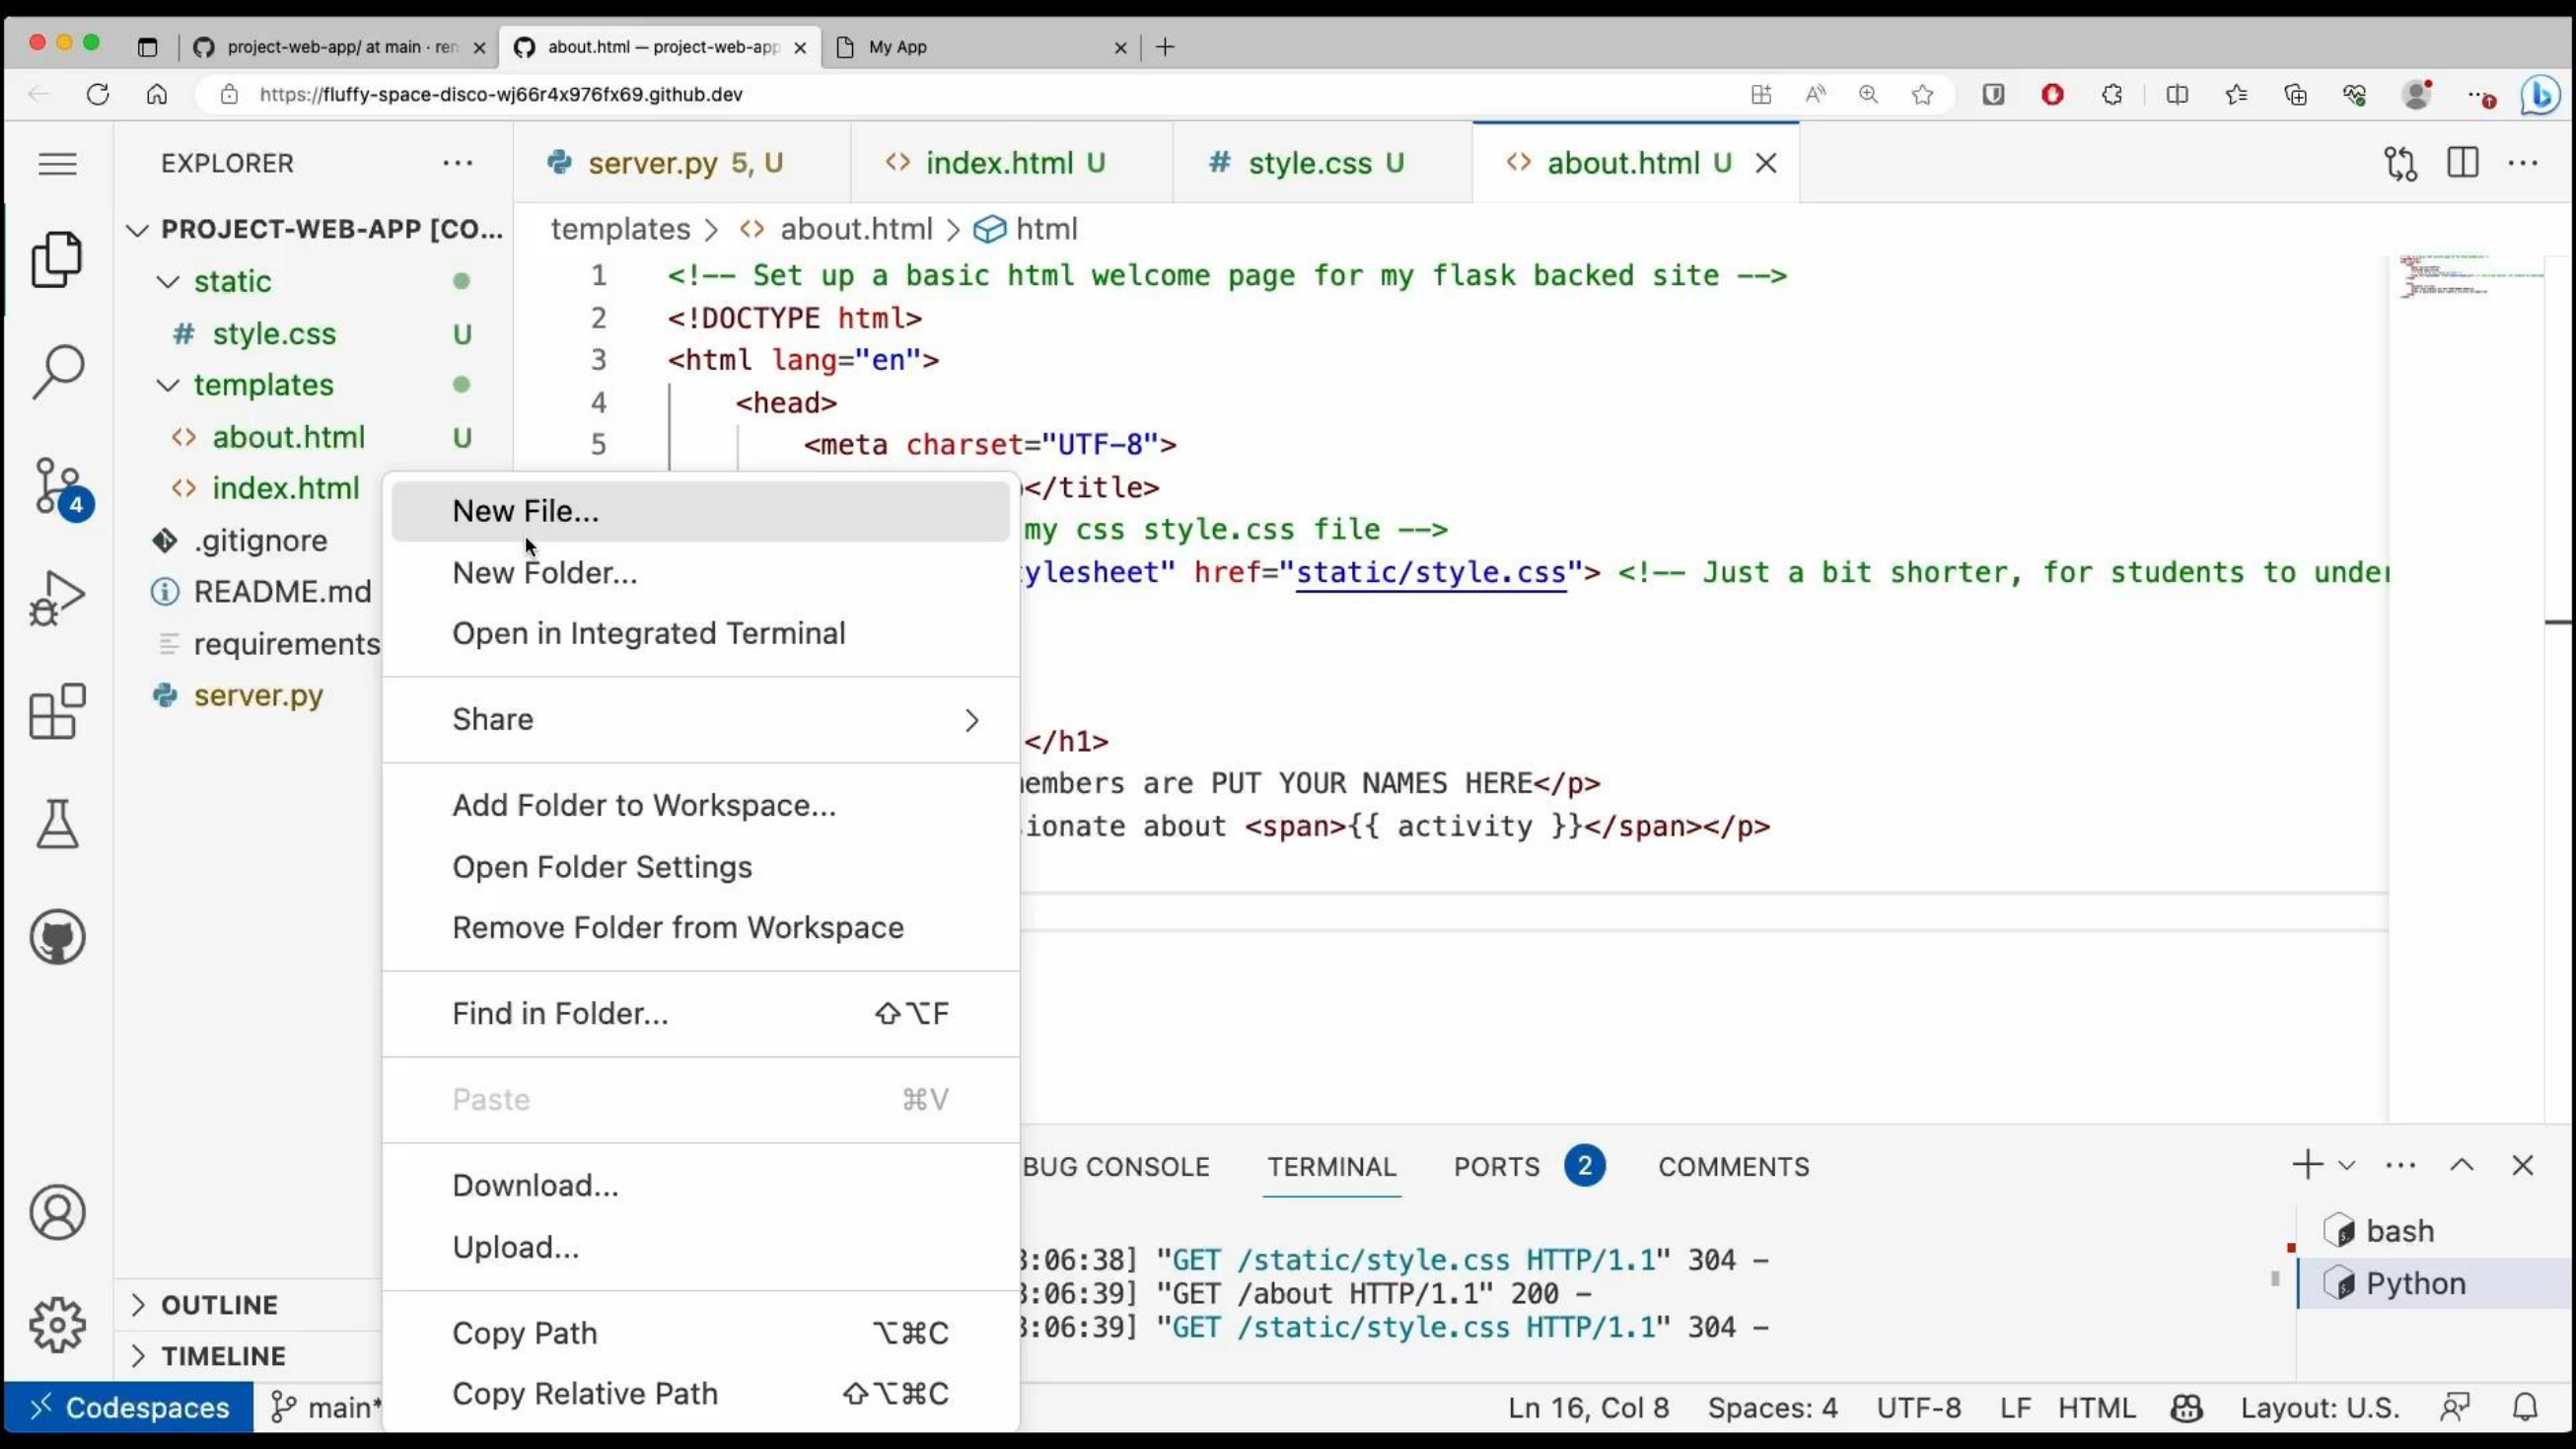 project-web-app/ at main · ren
about.html — project-web-app
My App
https://fluffy-space-disco-wj66r4x976fx69.github.dev
EXPLORER
server.py 5, U
index.html U
style.css U
about.html U
PROJECT-WEB-APP [CO...
static
style.css U
templates
about.html U
index.html
.gitignore
README.md
requirements
server.py
templates > about.html > html
1 <!-- Set up a basic html welcome page for my flask backed site -->
2 <!DOCTYPE html>
3 <html lang="en">
4 <head>
5 <meta charset="UTF-8">
</title>
my css style.css file -->
ylesheet" href="static/style.css"> <!-- Just a bit shorter, for students to under
</h1>
embers are PUT YOUR NAMES HERE</p>
ionate about <span>{{ activity }}</span></p>
4
New File...
New Folder...
Open in Integrated Terminal
Share
Add Folder to Workspace...
Open Folder Settings
Remove Folder from Workspace
Find in Folder... ⇧⌥F
Paste ⌘V
Download...
Upload...
Copy Path ⌥⌘C
Copy Relative Path ⇧⌥⌘C
BUG CONSOLE TERMINAL PORTS 2 COMMENTS
:06:38] "GET /static/style.css HTTP/1.1" 304 -
:06:39] "GET /about HTTP/1.1" 200 -
:06:39] "GET /static/style.css HTTP/1.1" 304 -
bash
Python
OUTLINE
TIMELINE
Codespaces
main*
Ln 16, Col 8 Spaces: 4 UTF-8 LF HTML Layout: U.S.